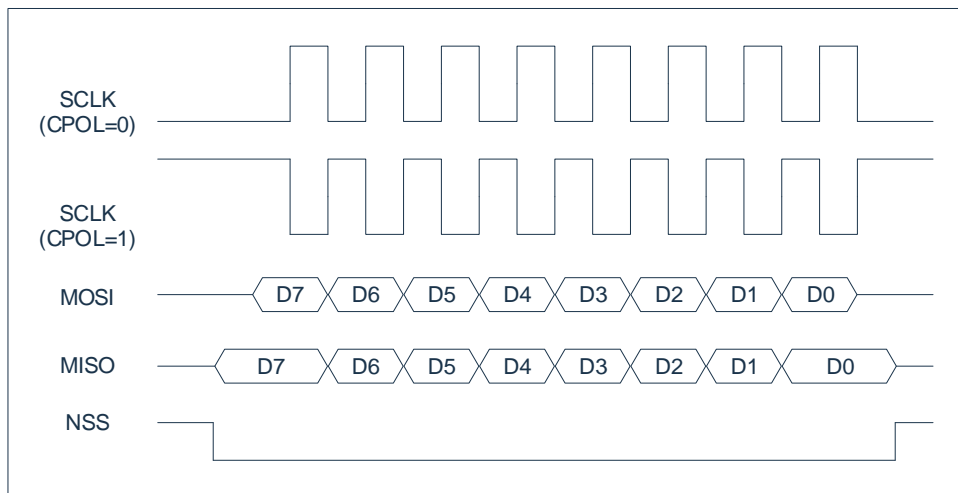 SCLK
(CPOL=0)
SCLK
(CPOL=1)
MOSI D7 D6 D5 D4 D3 D2 D1 D0
MISO D7 D6 D5 D4 D3 D2 D1 D0
NSS